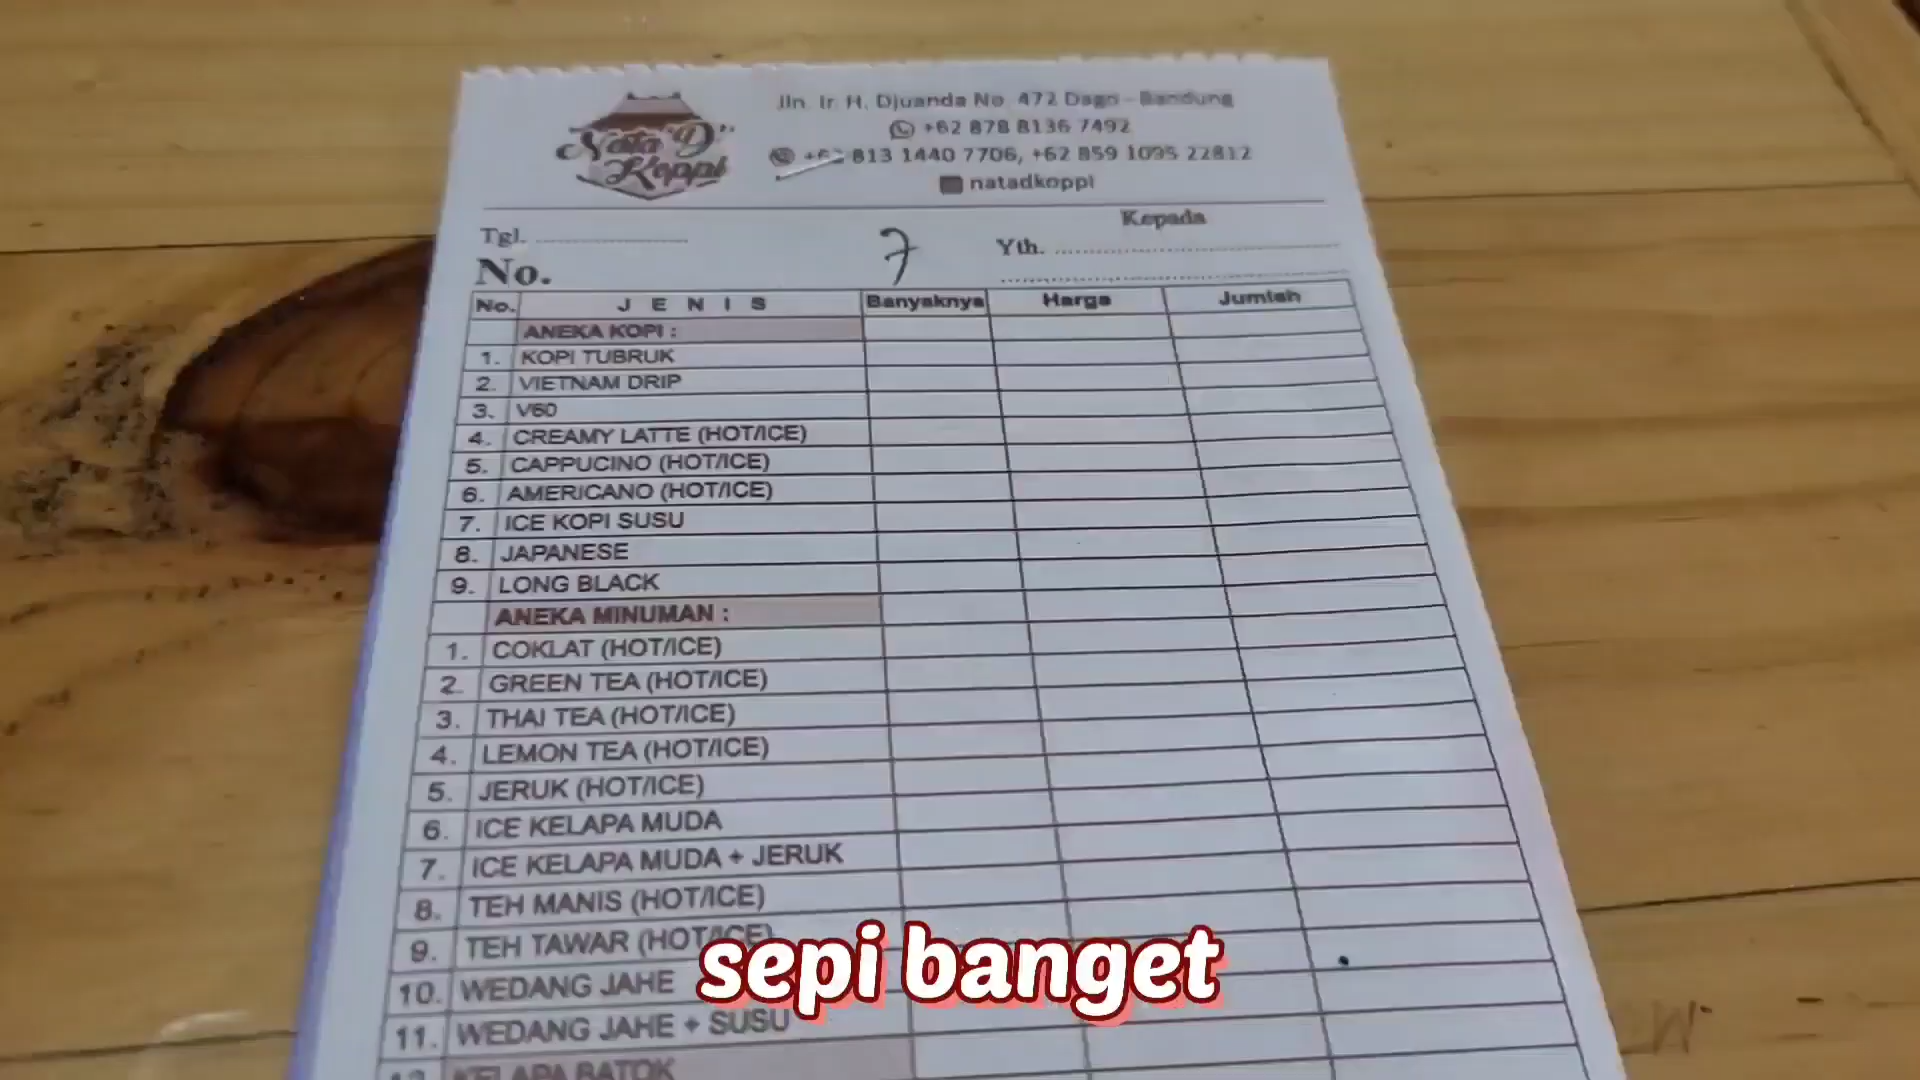 Nata "D" Koppi
Jln. Ir. H. Djuanda No. 472 Dago - Bandung
+62 878 8136 7492
+62 813 1440 7706, +62 859 1095 22812
natadkoppi
Tgl. ....................
Kepada
Yth. ....................
7
No.
No. JENIS Banyaknya Harga Jumlah
ANEKA KOPI :
1. KOPI TUBRUK
2. VIETNAM DRIP
3. V60
4. CREAMY LATTE (HOT/ICE)
5. CAPPUCINO (HOT/ICE)
6. AMERICANO (HOT/ICE)
7. ICE KOPI SUSU
8. JAPANESE
9. LONG BLACK
ANEKA MINUMAN :
1. COKLAT (HOT/ICE)
2. GREEN TEA (HOT/ICE)
3. THAI TEA (HOT/ICE)
4. LEMON TEA (HOT/ICE)
5. JERUK (HOT/ICE)
6. ICE KELAPA MUDA
7. ICE KELAPA MUDA + JERUK
8. TEH MANIS (HOT/ICE)
9. TEH TAWAR (HOT/ICE)
10. WEDANG JAHE
11. WEDANG JAHE + SUSU
12. KELAPA BATOK
sepi banget